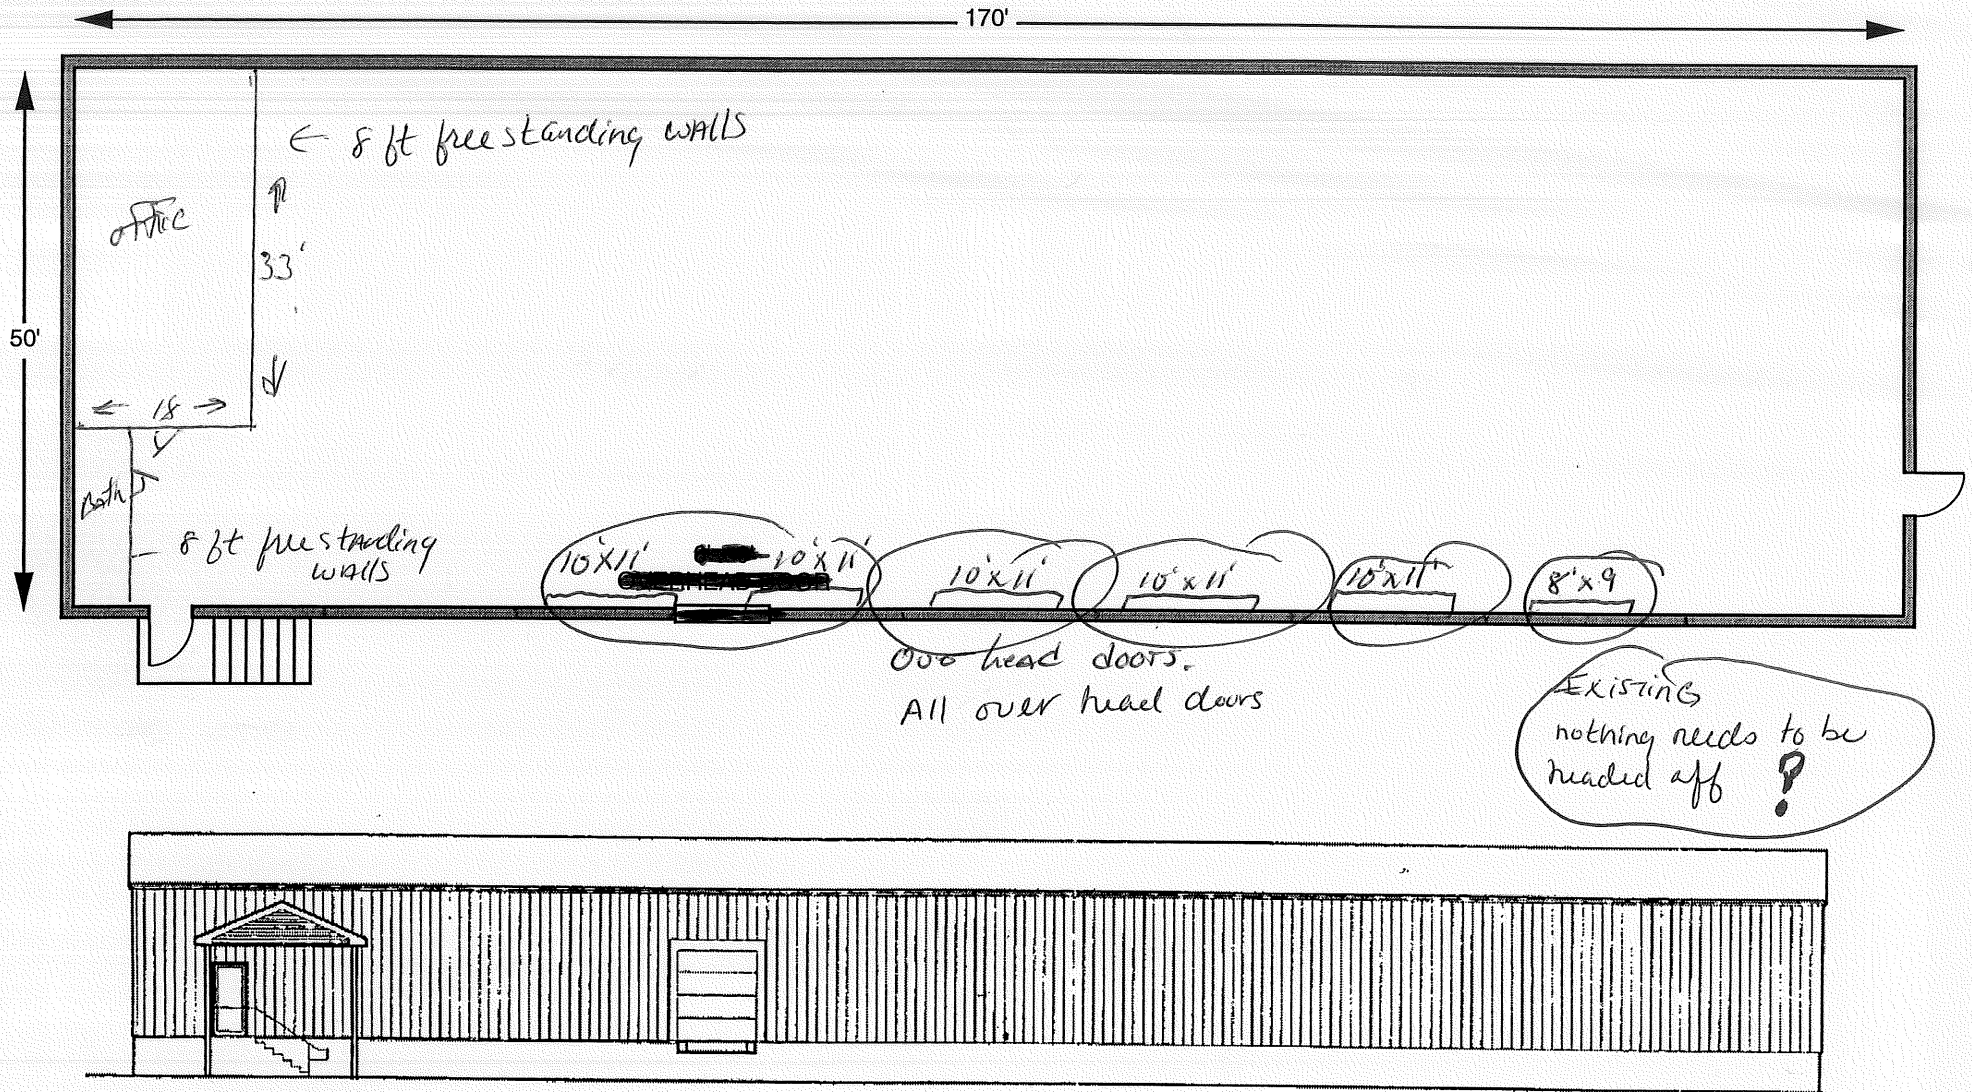 170'
← 8 ft freestanding WALLS
office
33'
50'
← 18 →
Bath
8 ft freestanding
WALLS
10'x11'
10'x11'
10'x11'
10'x11'
10'x11'
8'x9
head doors.
All over head doors
Existing
nothing needs to be
headed off ?